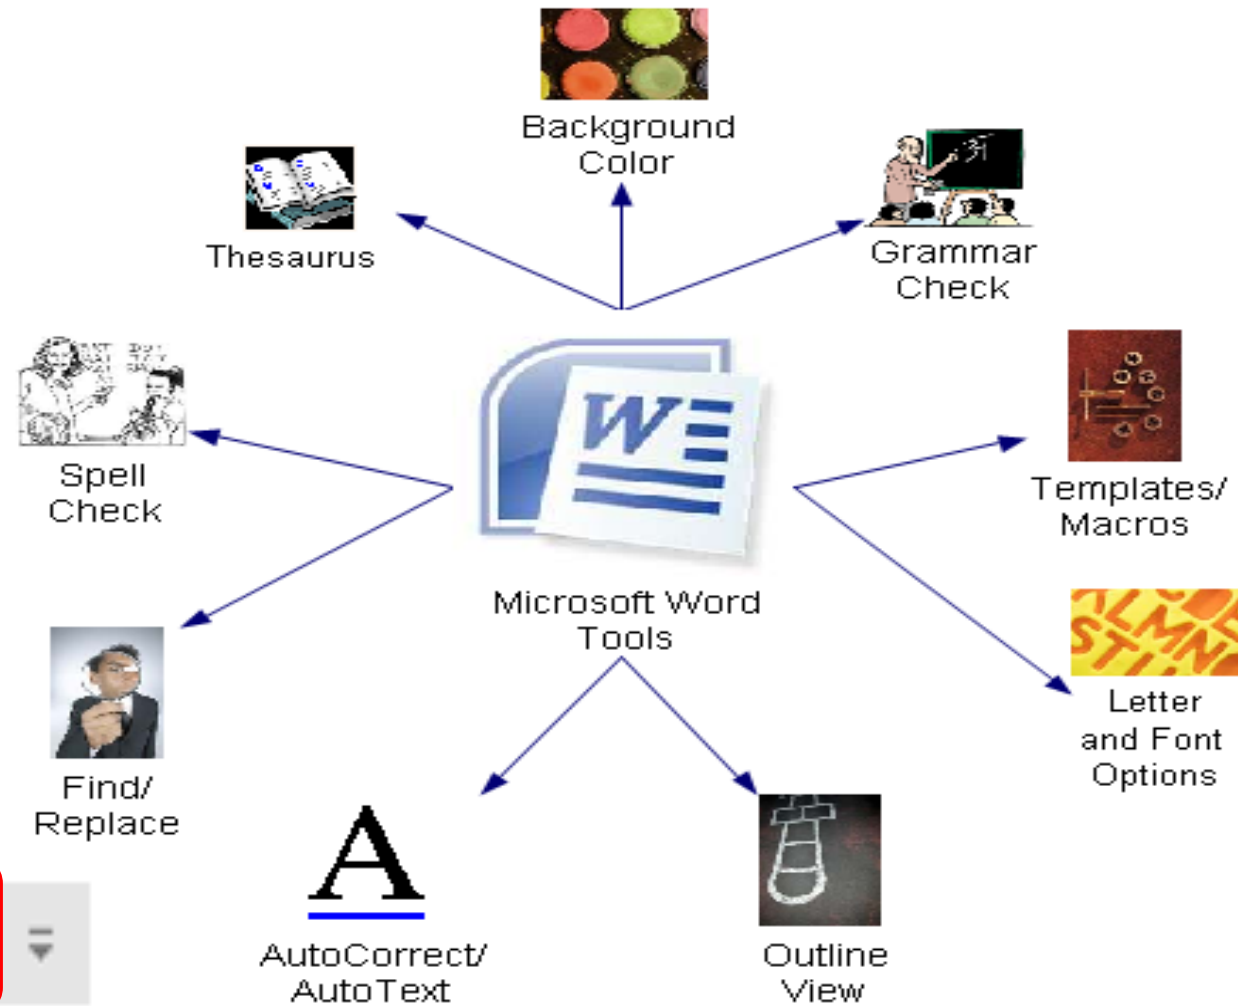 Background
Color
Thesaurus
Grammar
Check
Spell
Check
W
Templates/
Macros
Microsoft Word
Tools
Letter
and Font
Options
Find/
Replace
A
AutoCorrect/
AutoText
Outline
View